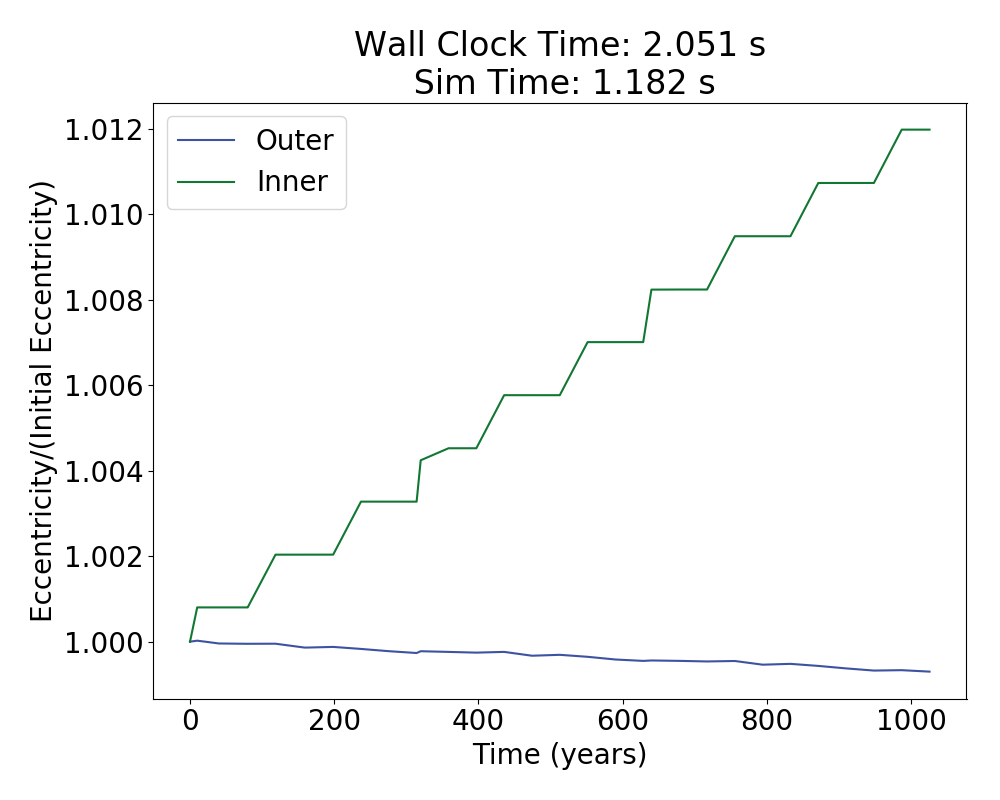 Wall Clock Time: 2.051 s
Sim Time: 1.182 s
Outer
Inner
1.012
1.010
1.008
1.006
1.004
1.002
1.000
Eccentricity/(Initial Eccentricity)
0
200
400
600
800
1000
Time (years)